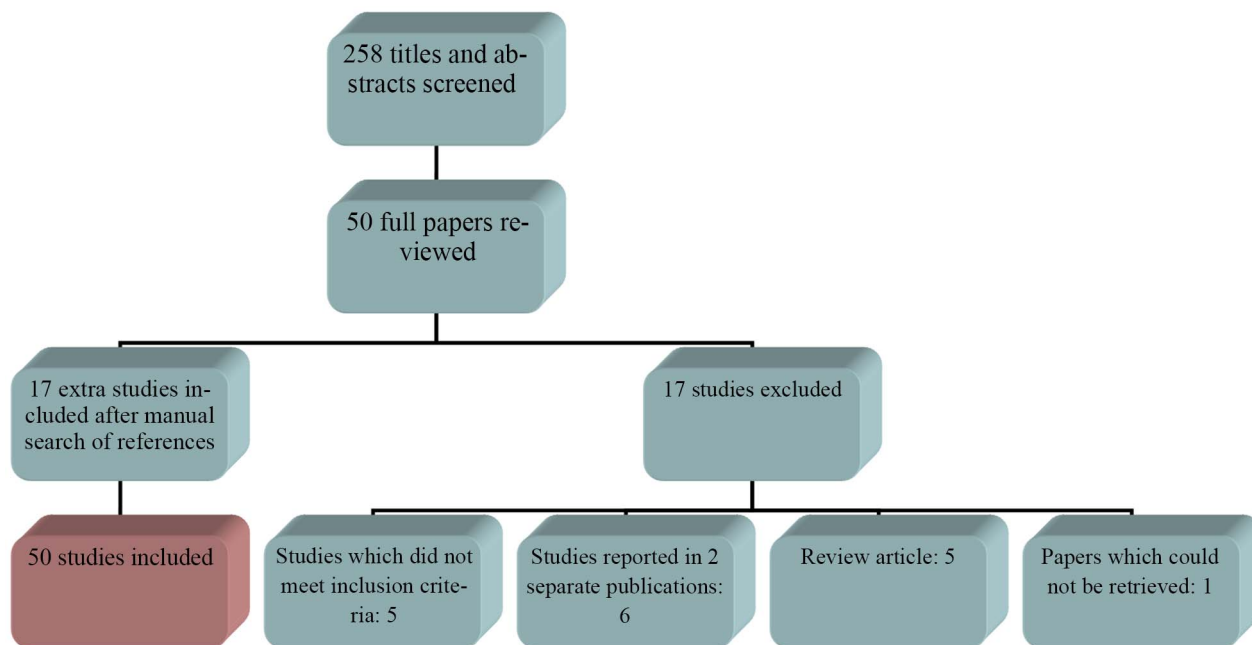 258 titles and ab-
stracts screened
50 full papers re-
viewed
17 extra studies in-
cluded after manual
search of references
17 studies excluded
50 studies included
Studies which did not
meet inclusion crite-
ria: 5
Studies reported in 2
separate publications:
6
Review article: 5
Papers which could
not be retrieved: 1